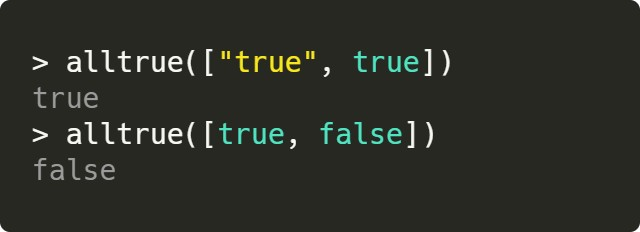 > alltrue(["true", true])
true
> alltrue([true, false])
false